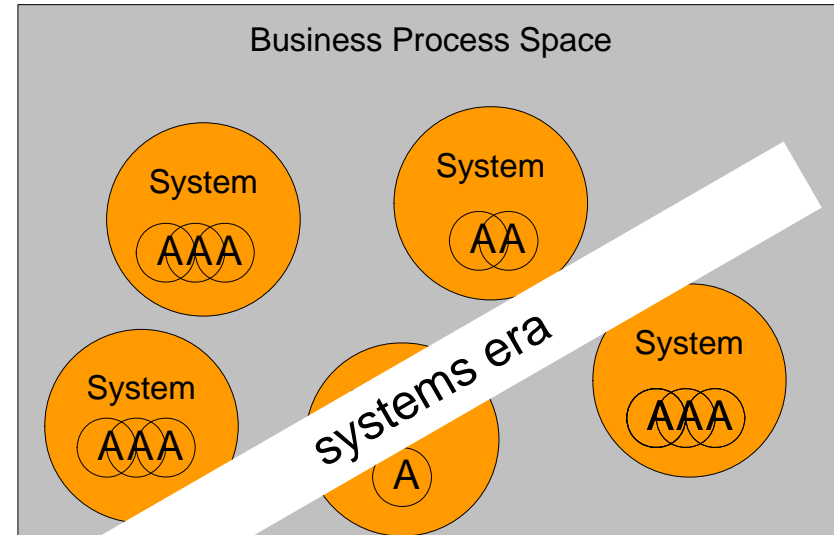 Business Process Space
System
AAA
System
AA
systems era
System
AAA
System
AAA
A